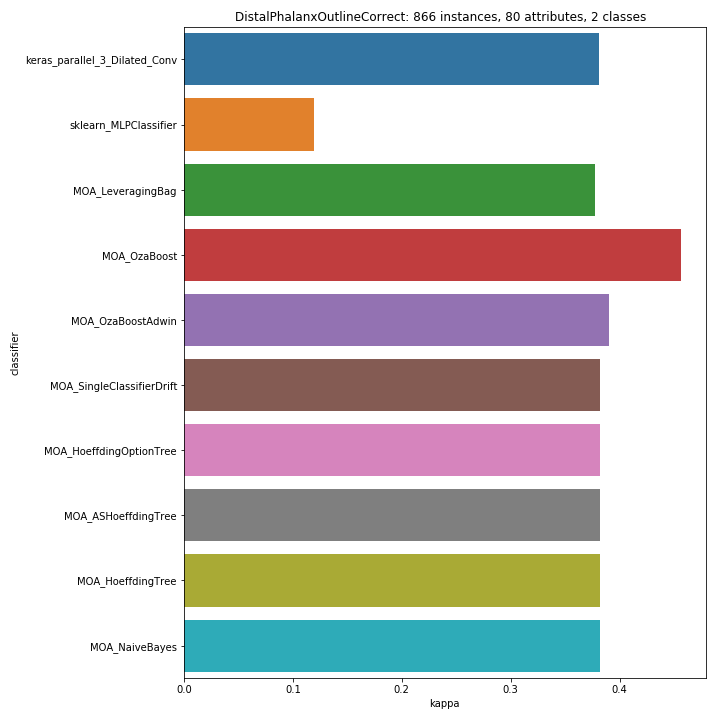 DistalPhalanxOutlineCorrect: 866 instances, 80 attributes, 2 classes
keras_parallel_3_Dilated_Conv
sklearn_MLPClassifier
MOA_LeveragingBag
MOA_OzaBoost
MOA_OzaBoostAdwin
MOA_SingleClassifierDrift
MOA_HoeffdingOptionTree
MOA_ASHoeffdingTree
MOA_HoeffdingTree
MOA_NaiveBayes
classifier
0.0 0.1 0.2 0.3 0.4
kappa